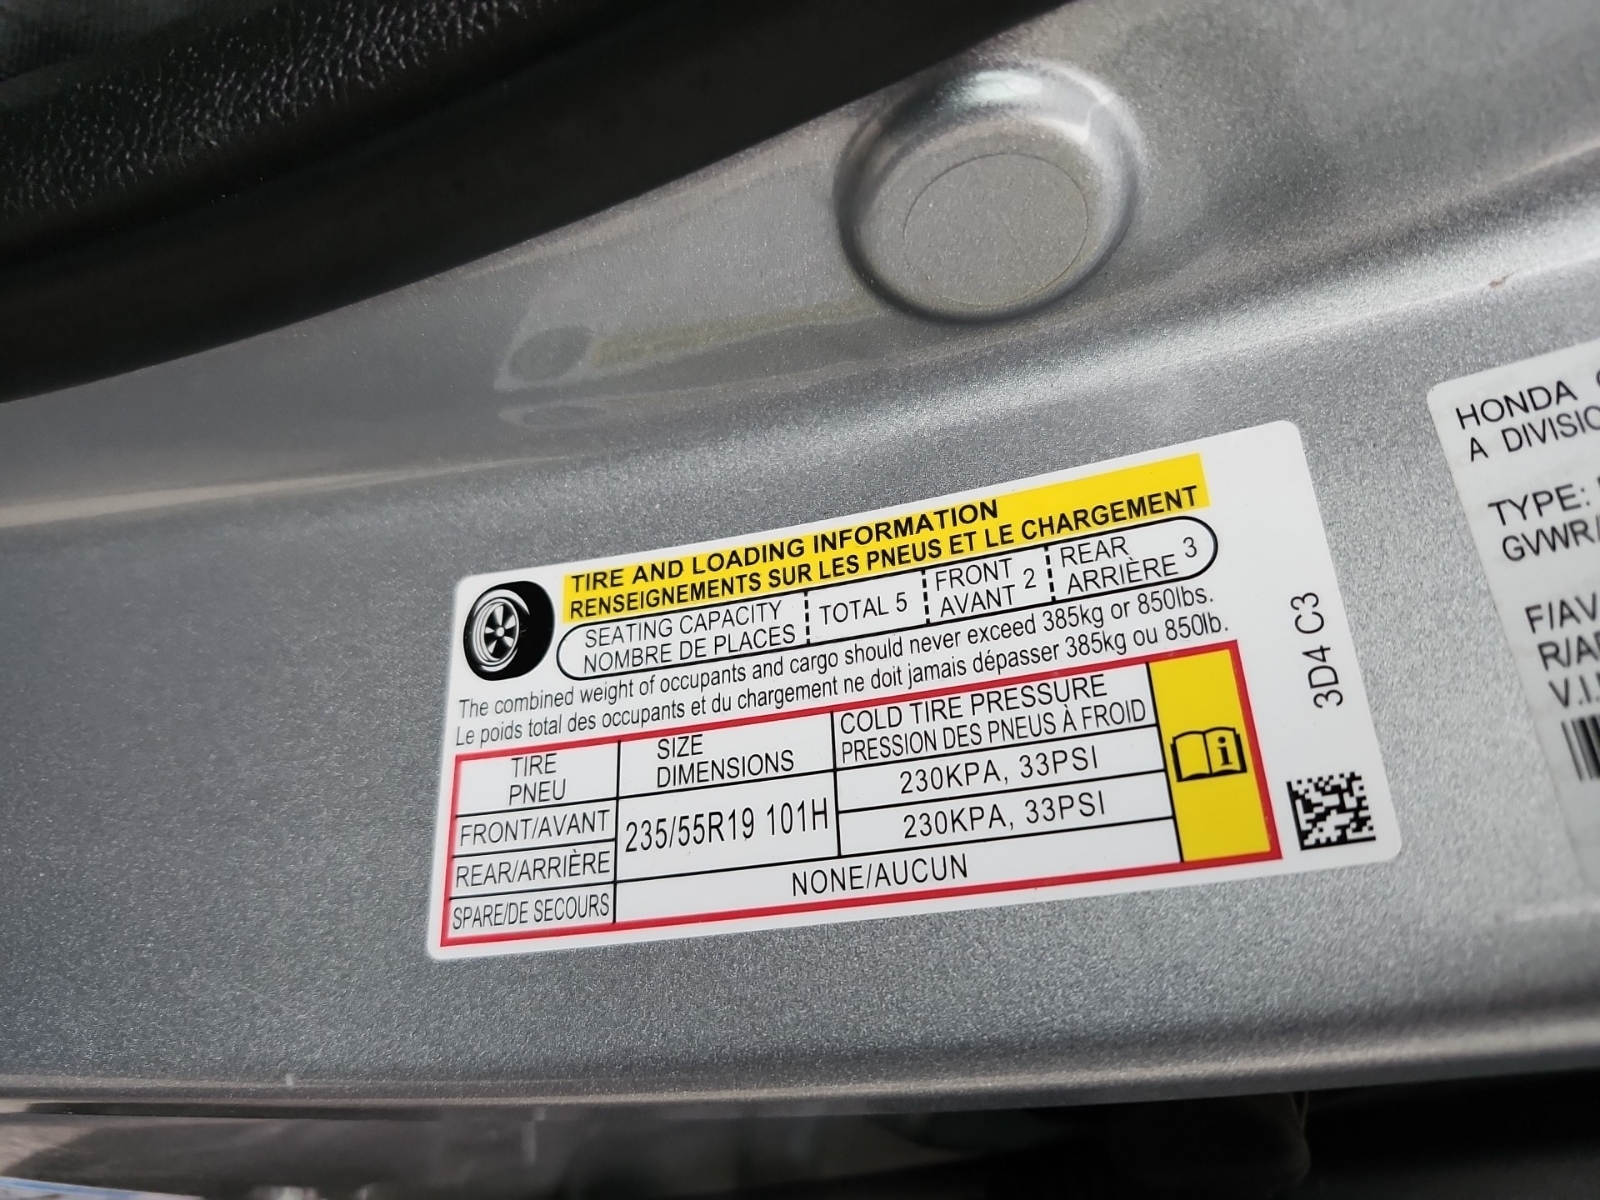 TIRE AND LOADING INFORMATION
RENSEIGNEMENTS SUR LES PNEUS ET LE CHARGEMENT
SEATING CAPACITY
NOMBRE DE PLACES
TOTAL 5
FRONT
AVANT 2
REAR
ARRIÈRE 3
The combined weight of occupants and cargo should never exceed 385kg or 850lbs.
Le poids total des occupants et du chargement ne doit jamais dépasser 385kg ou 850lb.
TIRE
PNEU
SIZE
DIMENSIONS
COLD TIRE PRESSURE
PRESSION DES PNEUS À FROID
FRONT/AVANT
235/55R19 101H
230KPA, 33PSI
REAR/ARRIÈRE
230KPA, 33PSI
SPARE/DE SECOURS
NONE/AUCUN
3D4 C3
HONDA
A
TYPE:
GVWR/